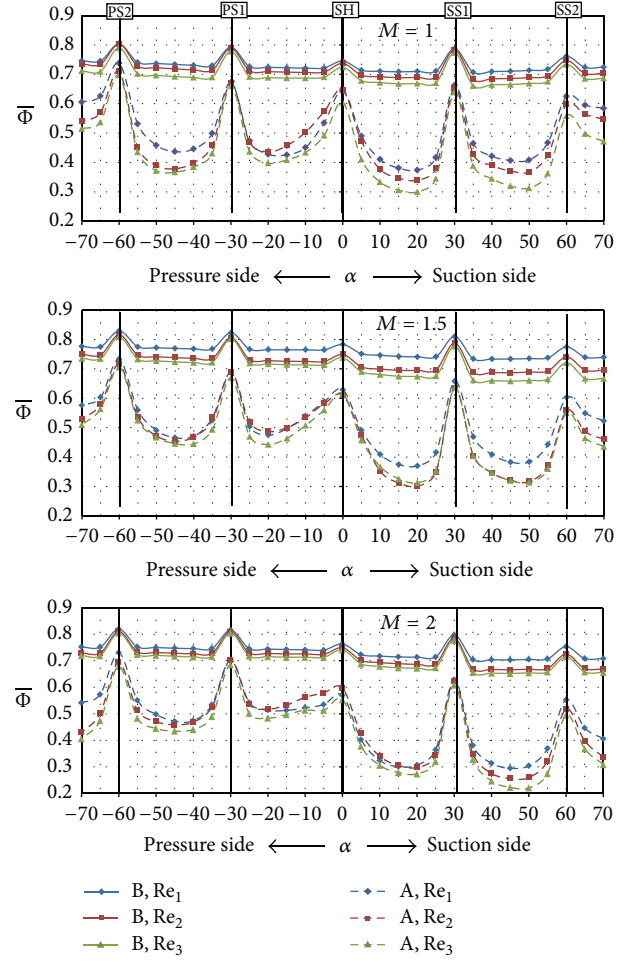 PS2 PS1 SH SS1 SS2
0.9
M = 1
0.8
0.7
0.6
Φ
0.5
0.4
0.3
0.2
−70 −60 −50 −40 −30 −20 −10 0 10 20 30 40 50 60 70
Pressure side ← α → Suction side
0.9
M = 1.5
0.8
0.7
0.6
Φ
0.5
0.4
0.3
0.2
−70 −60 −50 −40 −30 −20 −10 0 10 20 30 40 50 60 70
Pressure side ← α → Suction side
0.9
M = 2
0.8
0.7
0.6
Φ
0.5
0.4
0.3
0.2
−70 −60 −50 −40 −30 −20 −10 0 10 20 30 40 50 60 70
Pressure side ← α → Suction side
B, Re₁ A, Re₁
B, Re₂ A, Re₂
B, Re₃ A, Re₃